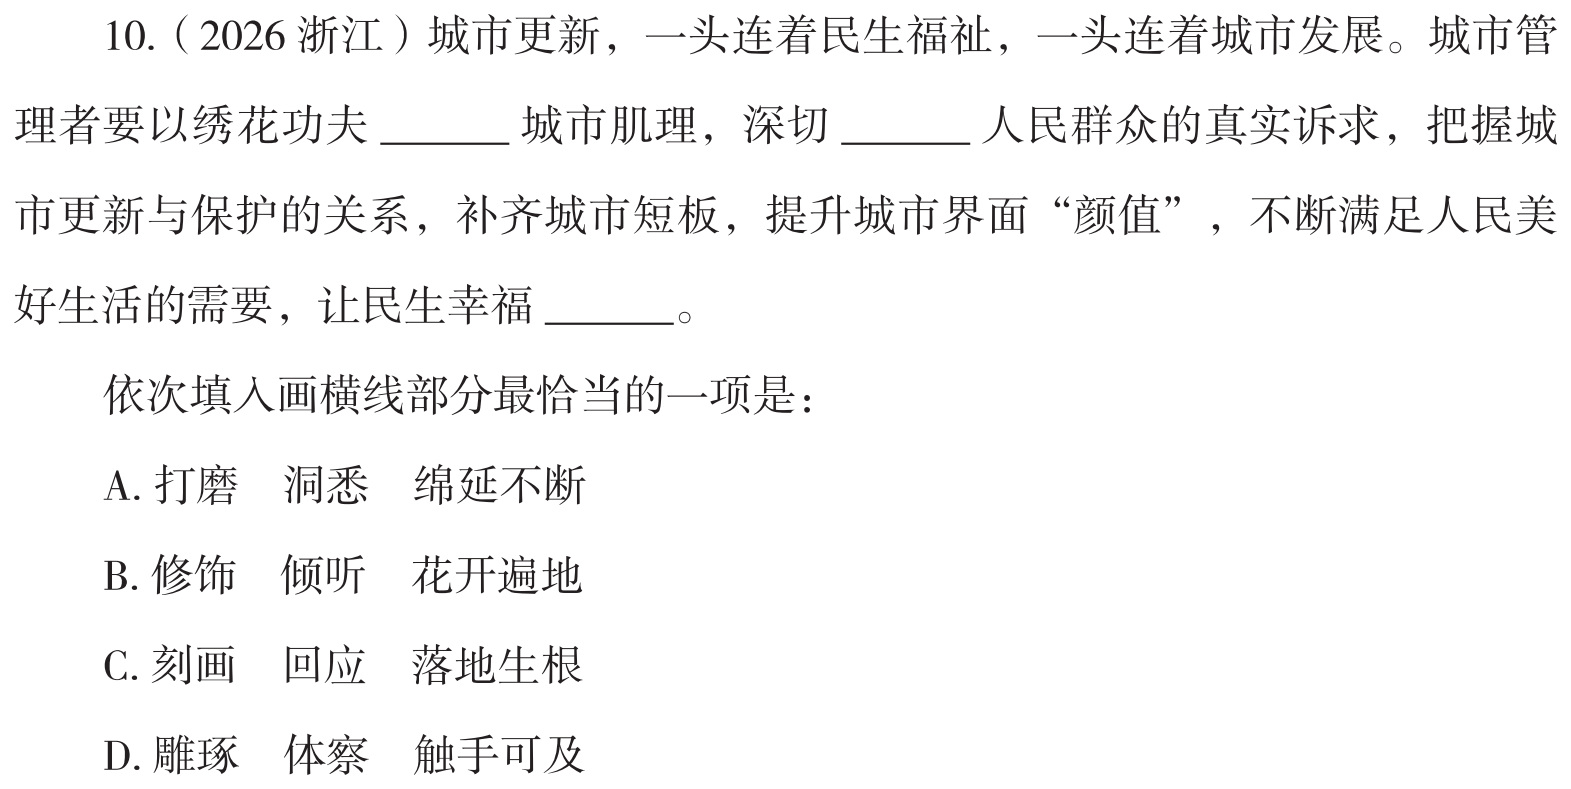 10.（2026 浙江）城市更新，一头连着民生福祉，一头连着城市发展。城市管
理者要以绣花功夫 ______ 城市肌理，深切 ______ 人民群众的真实诉求，把握城
市更新与保护的关系，补齐城市短板，提升城市界面“颜值”，不断满足人民美
好生活的需要，让民生幸福 ______。
依次填入画横线部分最恰当的一项是：
A. 打磨　洞悉　绵延不断
B. 修饰　倾听　花开遍地
C. 刻画　回应　落地生根
D. 雕琢　体察　触手可及